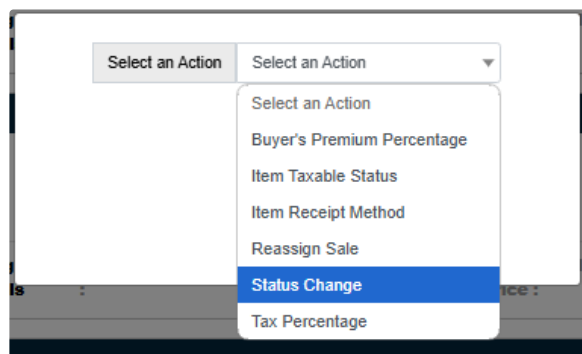 Select an Action Select an Action
Select an Action
Buyer's Premium Percentage
Item Taxable Status
Item Receipt Method
Reassign Sale
Status Change
Tax Percentage